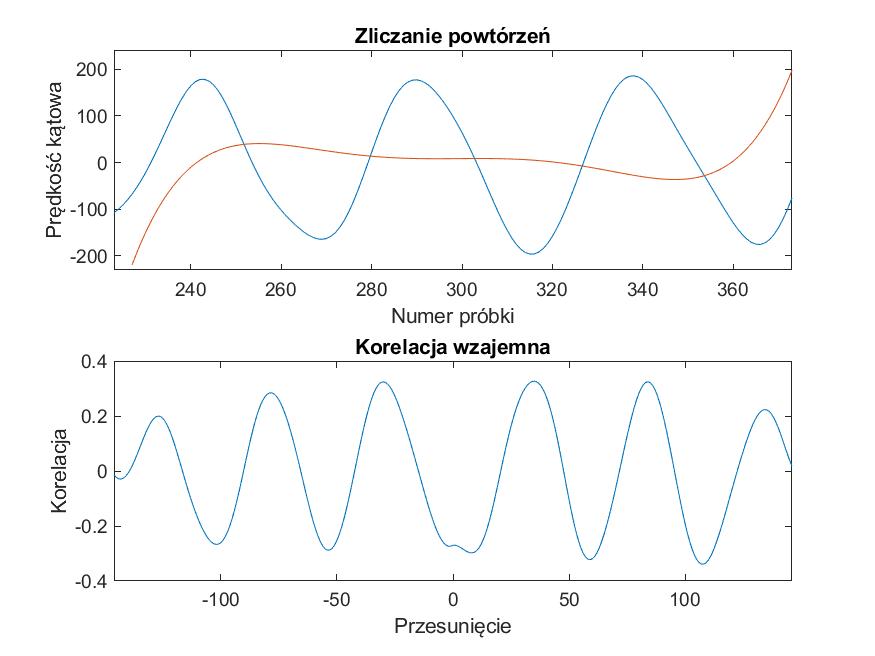 Zliczanie powtórzeń
Prędkość kątowa
200
100
0
-100
-200
240 260 280 300 320 340 360
Numer próbki
Korelacja wzajemna
Korelacja
0.4
0.2
0
-0.2
-0.4
-100 -50 0 50 100
Przesunięcie